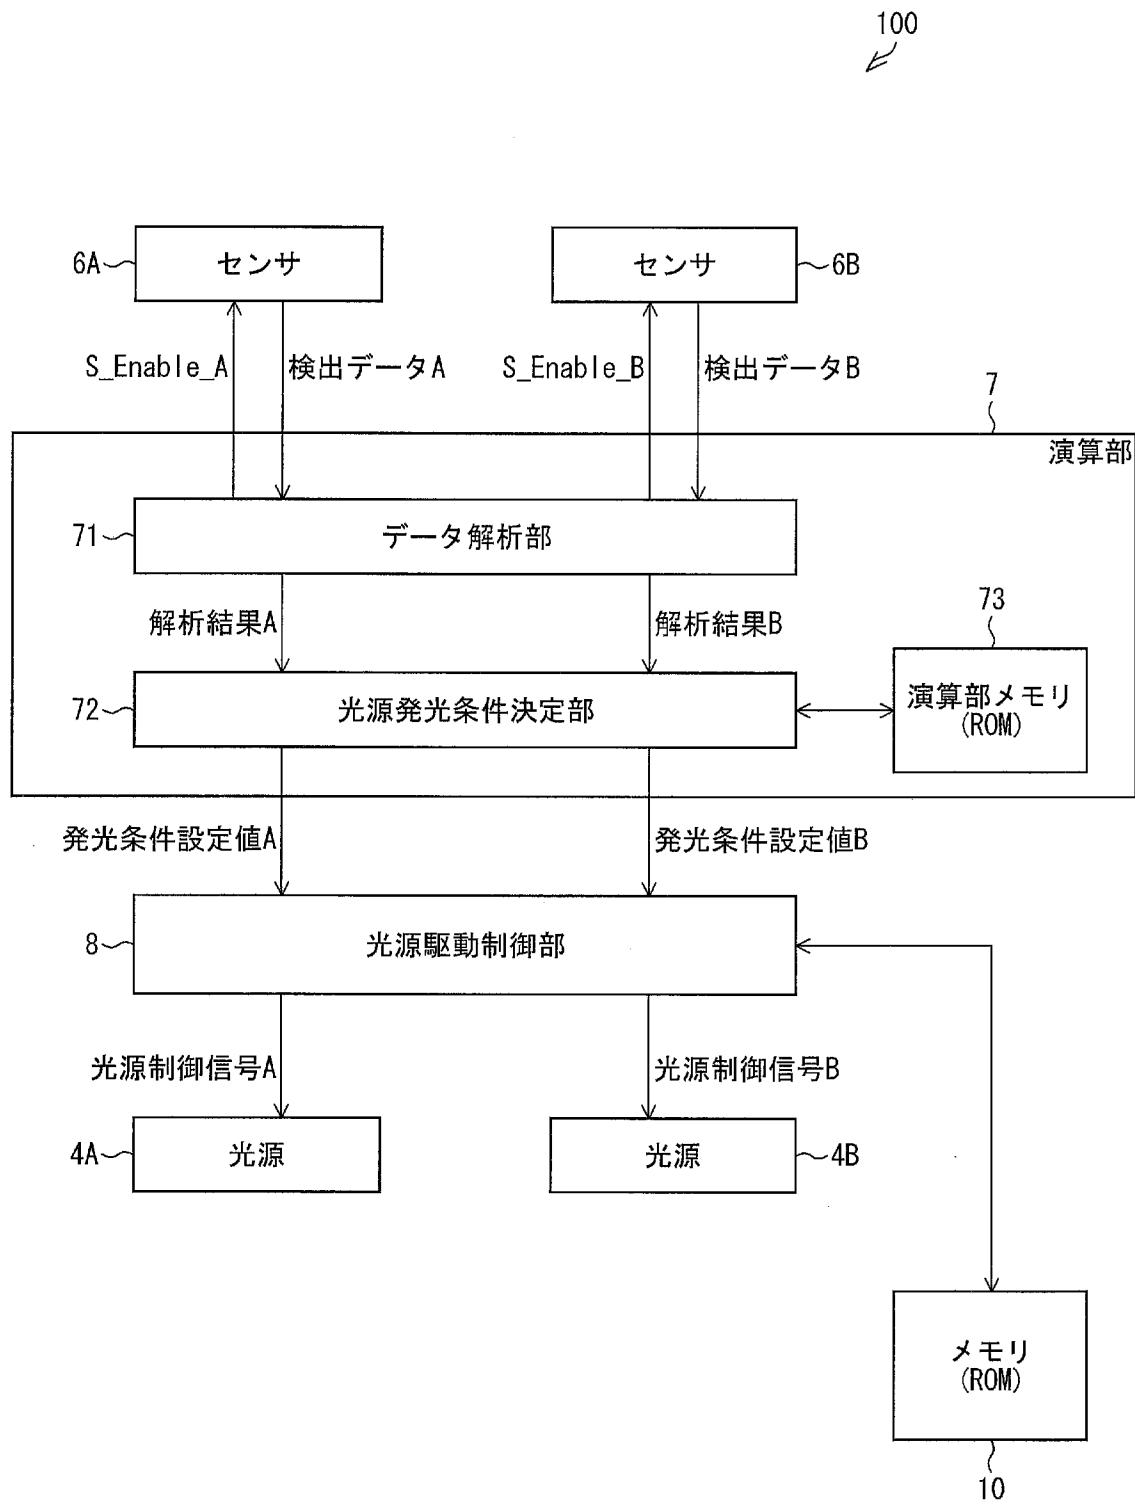 100
6A
センサ
センサ
6B
S_Enable_A
検出データA
S_Enable_B
検出データB
7
演算部
71
データ解析部
解析結果A
解析結果B
73
72
光源発光条件決定部
演算部メモリ
(ROM)
発光条件設定値A
発光条件設定値B
8
光源駆動制御部
光源制御信号A
光源制御信号B
4A
光源
光源
4B
メモリ
(ROM)
10